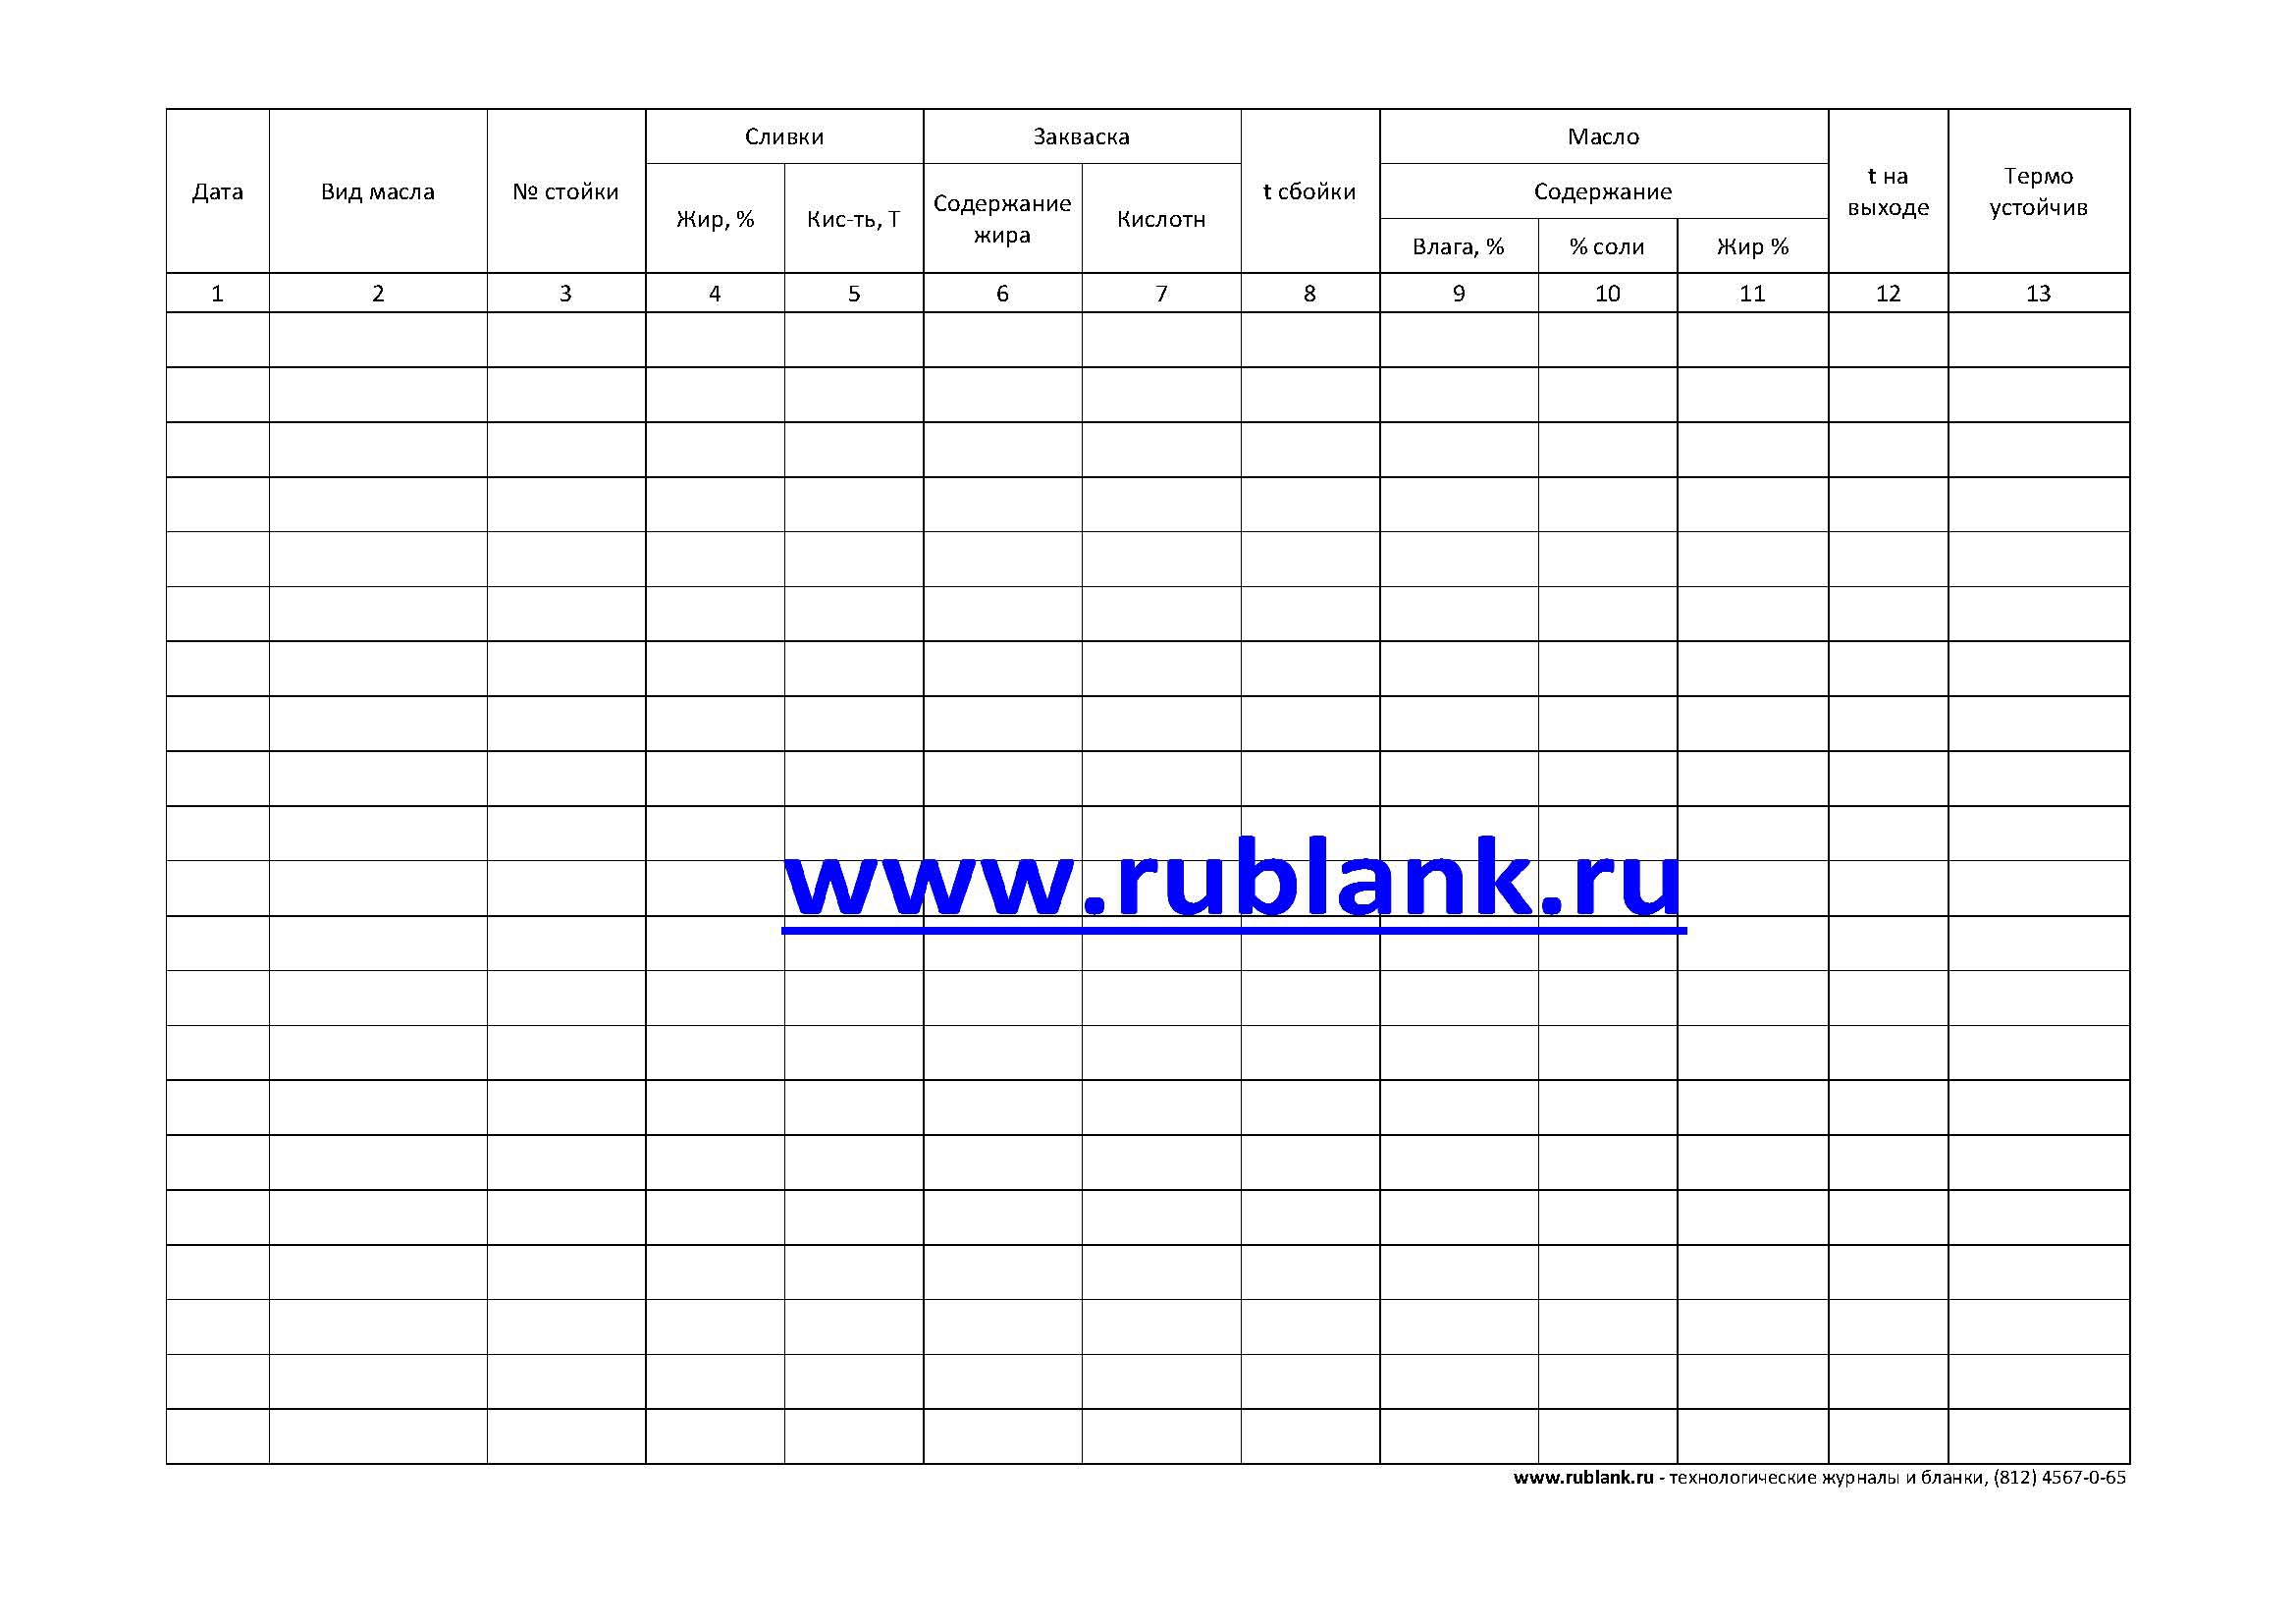 Дата
Вид масла
№ стойки
Сливки
Закваска
t сбойки
Масло
t на
выходе
Термо
устойчив
Жир, %
Кис-ть, Т
Содержание
жира
Кислотн
Содержание
Влага, %
% соли
Жир %
1 2 3 4 5 6 7 8 9 10 11 12 13
www.rublank.ru
www.rublank.ru - технологические журналы и бланки, (812) 4567-0-65